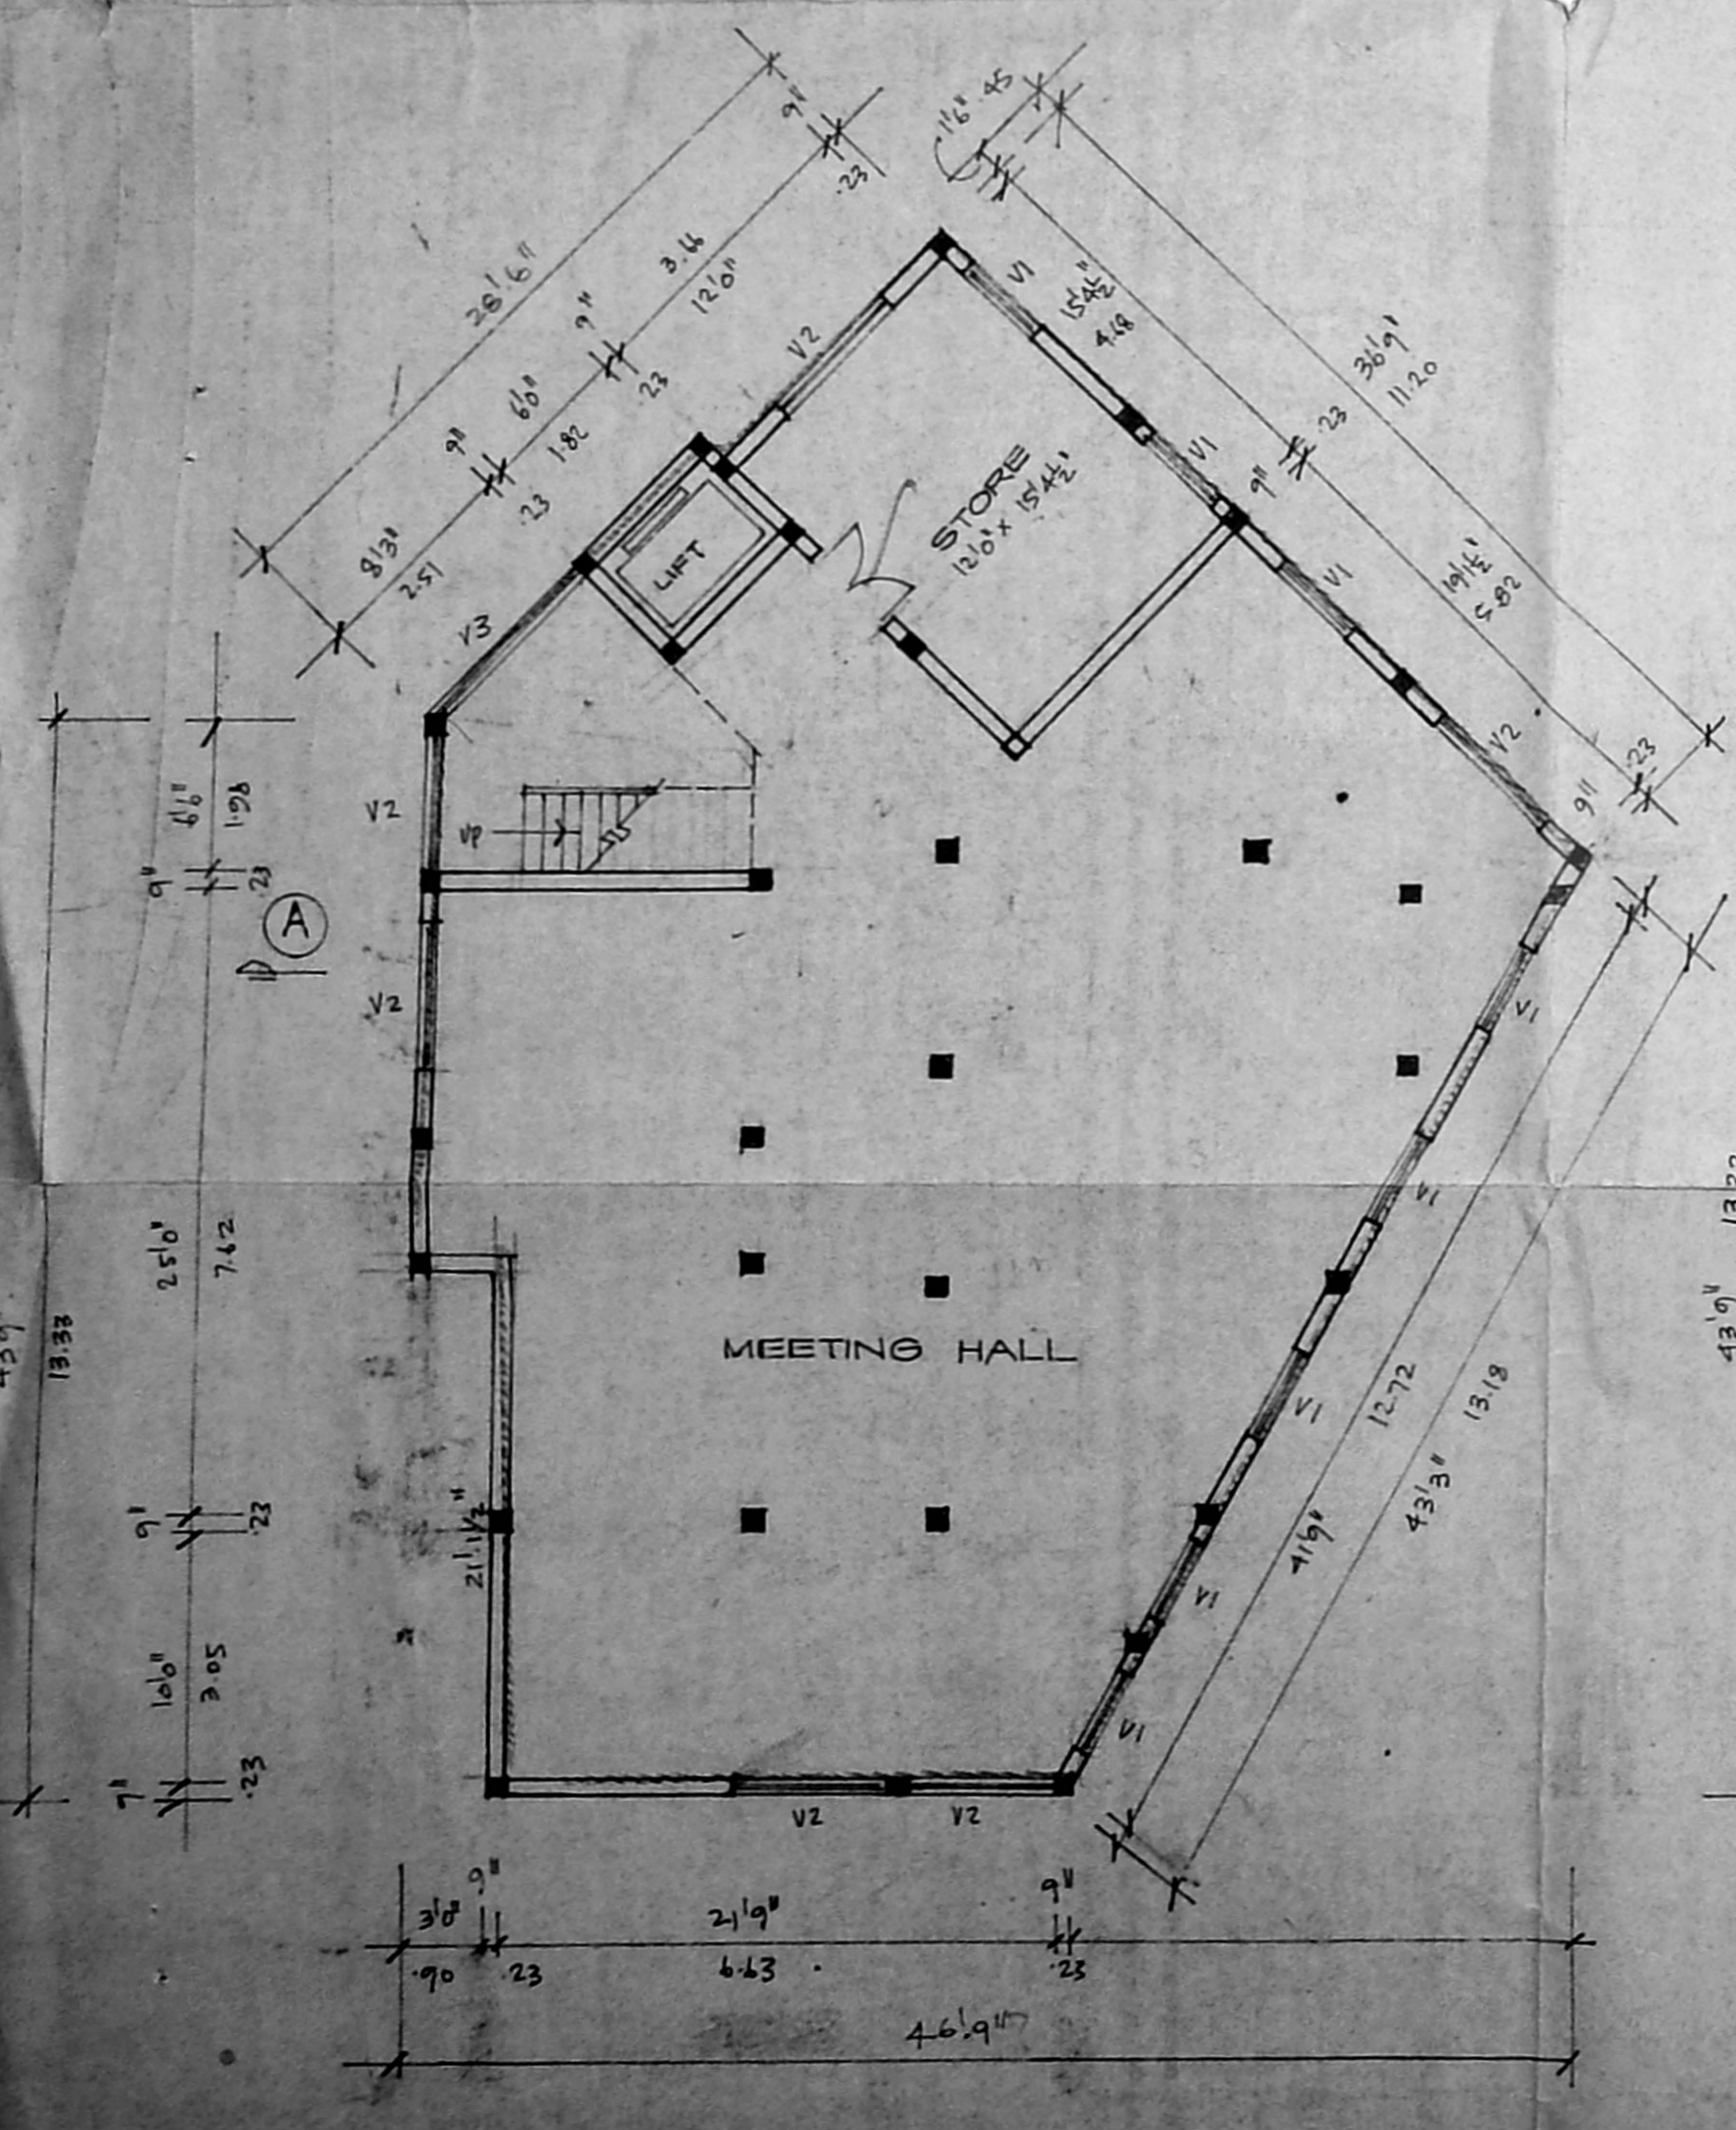 9"
.23
1'6" .45
28'6"
3.66
12'0"
V1
15'4½"
4.68
36'9"
11.20
9"
.23
V2
6'0"
1.82
9"
.23
8'3"
2.51
V1
9"
.23
STORE
12'0" x 15'4½"
LIFT
V3
V1
19'1½"
5.82
V2
.23
9"
6'6"
1.98
V2
UP
9"
.23
A
V2
V1
V1
25'0"
7.62
13.33
MEETING HALL
43'9"
V1
12.72
13.18
41'9"
43'3"
9"
.23
21'.1½"
V1
10'0"
3.05
V1
9"
.23
V2
V2
3'0"
9"
21'9"
9"
.90
.23
6.63
.23
46'.9"